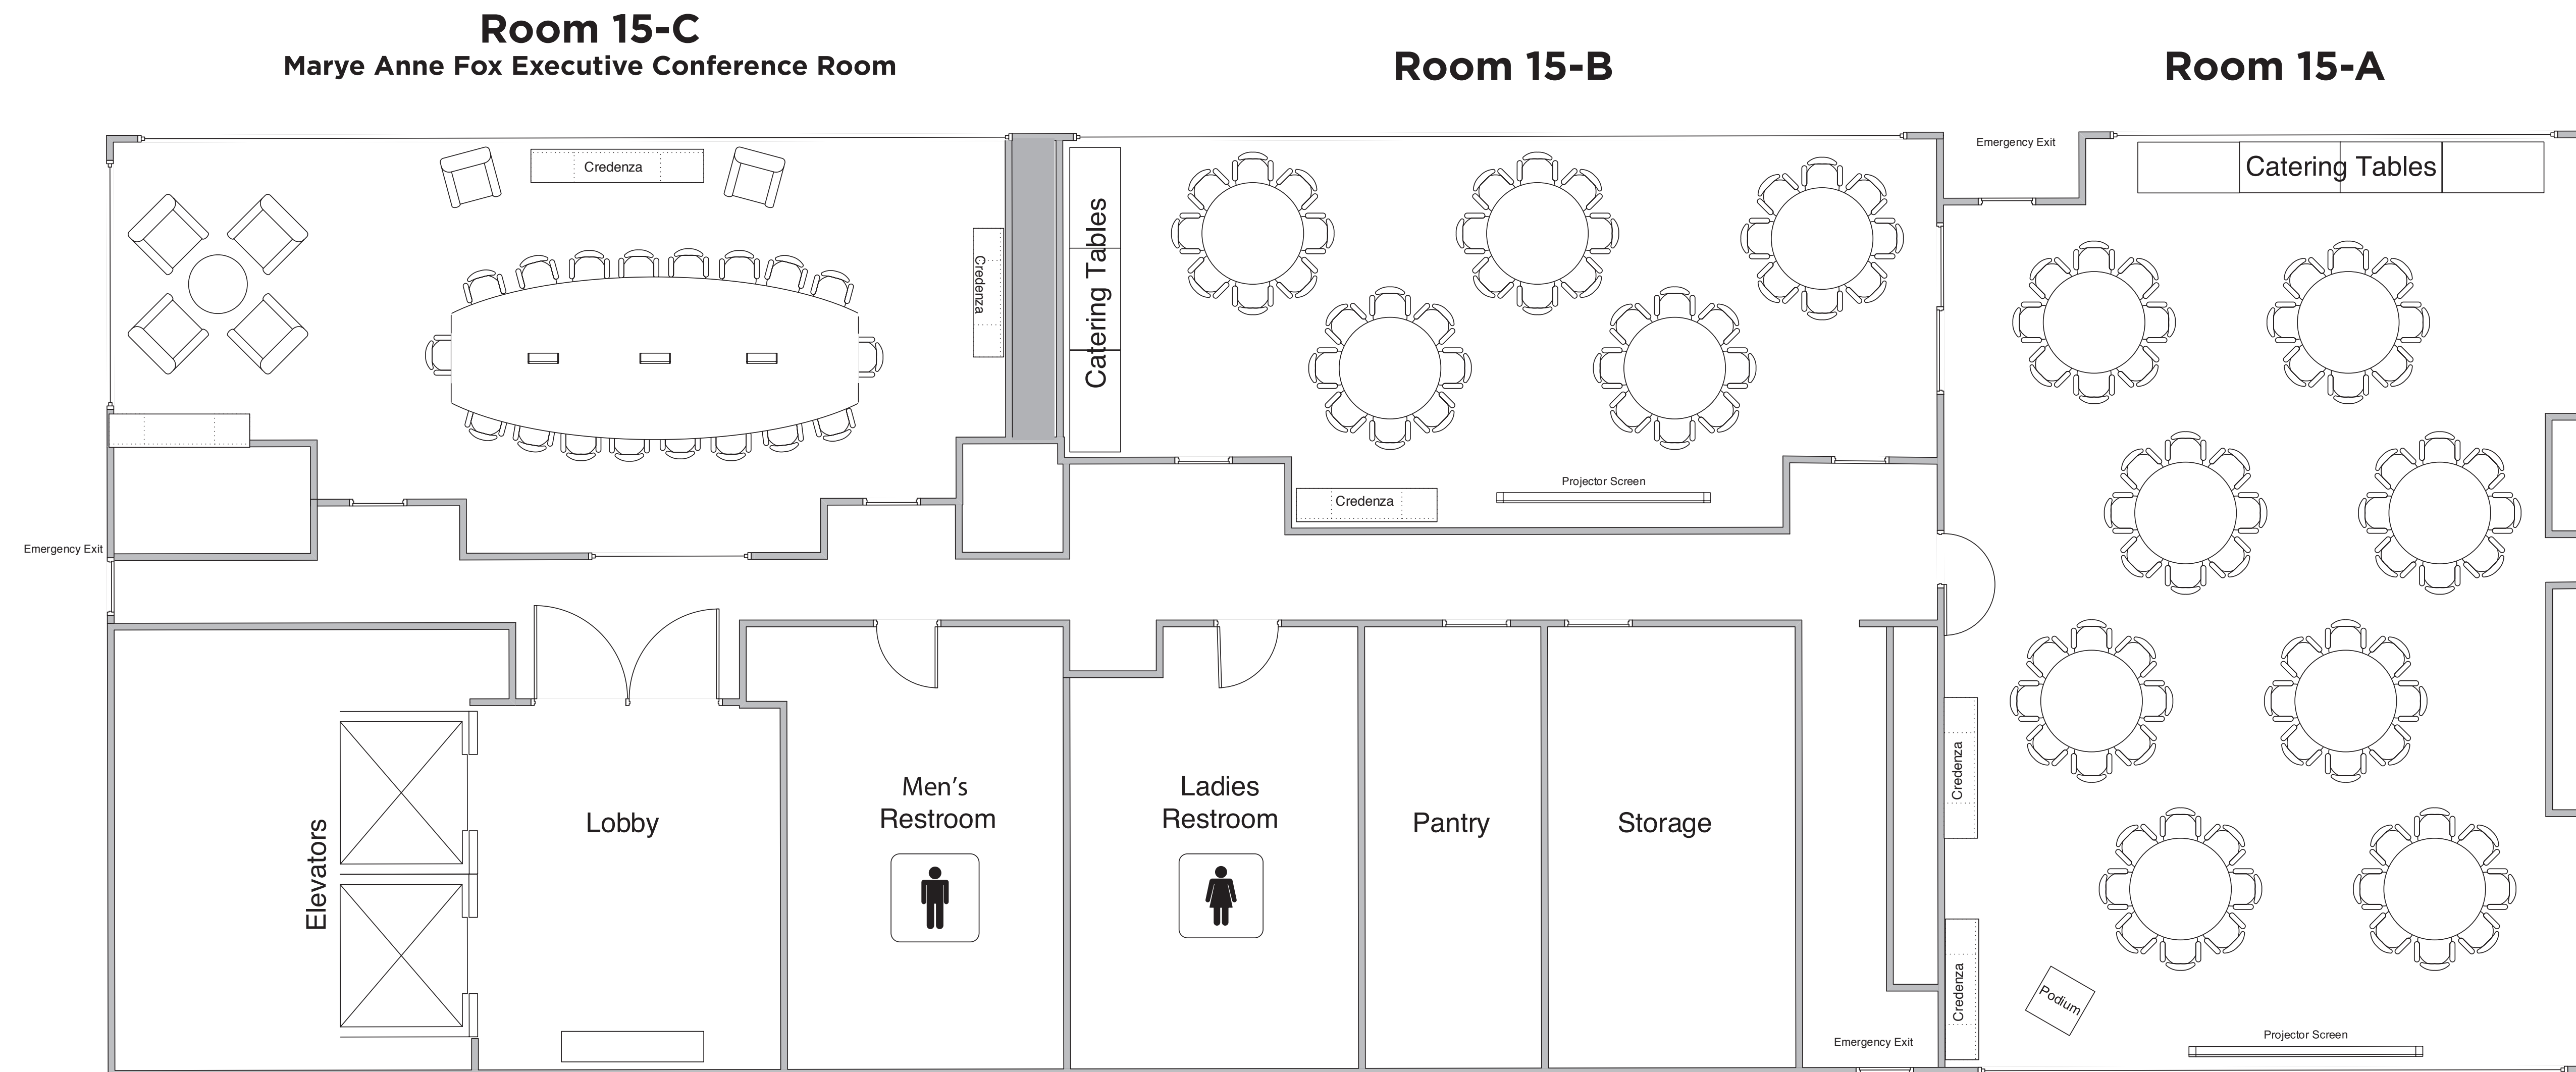 Room 15-C
Marye Anne Fox Executive Conference Room
Room 15-B
Room 15-A
Emergency Exit
Credenza
Catering Tables
Credenza
Catering Tables
Projector Screen
Credenza
Emergency Exit
Elevators
Lobby
Men's
Restroom
Ladies
Restroom
Pantry
Storage
Credenza
Credenza
Podium
Emergency Exit
Projector Screen